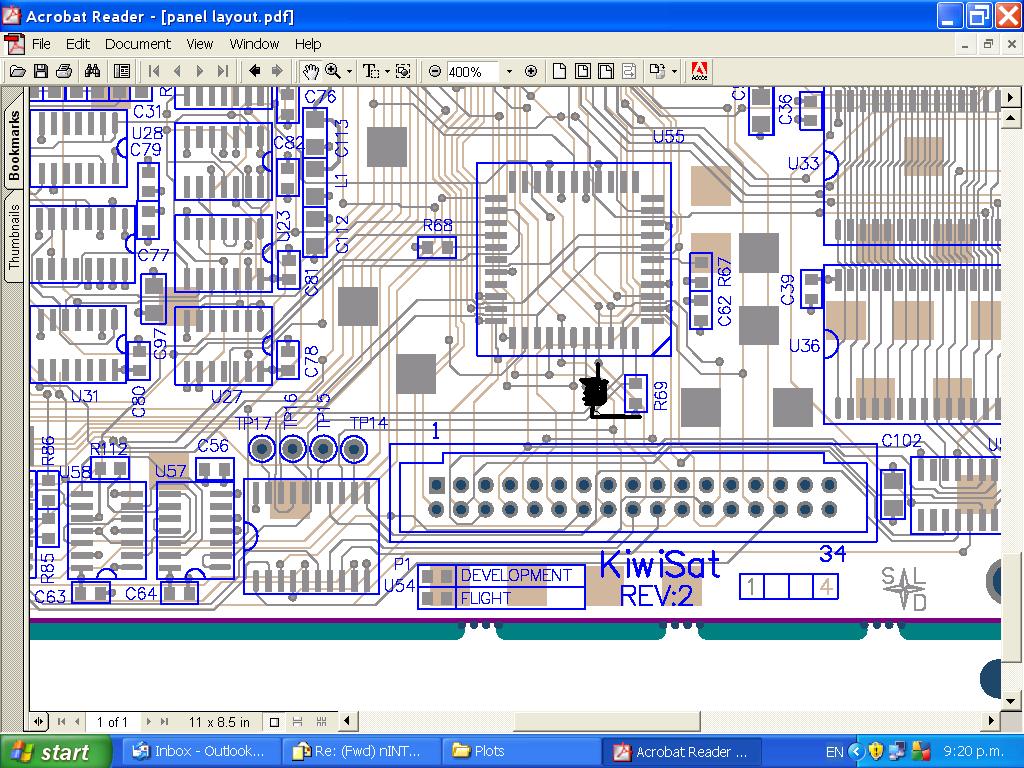 Acrobat Reader - [panel layout.pdf]
File Edit Document View Window Help
400%
Adobe
Bookmarks
Thumbnails
C31
R
C76
C36
U28
C79
C82
C113
U55
U33
L1
U23
C112
R68
C77
C81
R67
C62
C39
C97
C78
U36
C80
R69
U31
U27
TP17
TP16
TP15
TP14
1
R86
R112
C56
C102
U58
U57
R85
P1
U54
DEVELOPMENT
FLIGHT
KiwiSat
REV:2
34
1 4
S L
D
C63
C64
1 of 1 11 x 8.5 in
start Inbox - Outlook... Re: (Fwd) nINT... Plots Acrobat Reader ... EN 9:20 p.m.